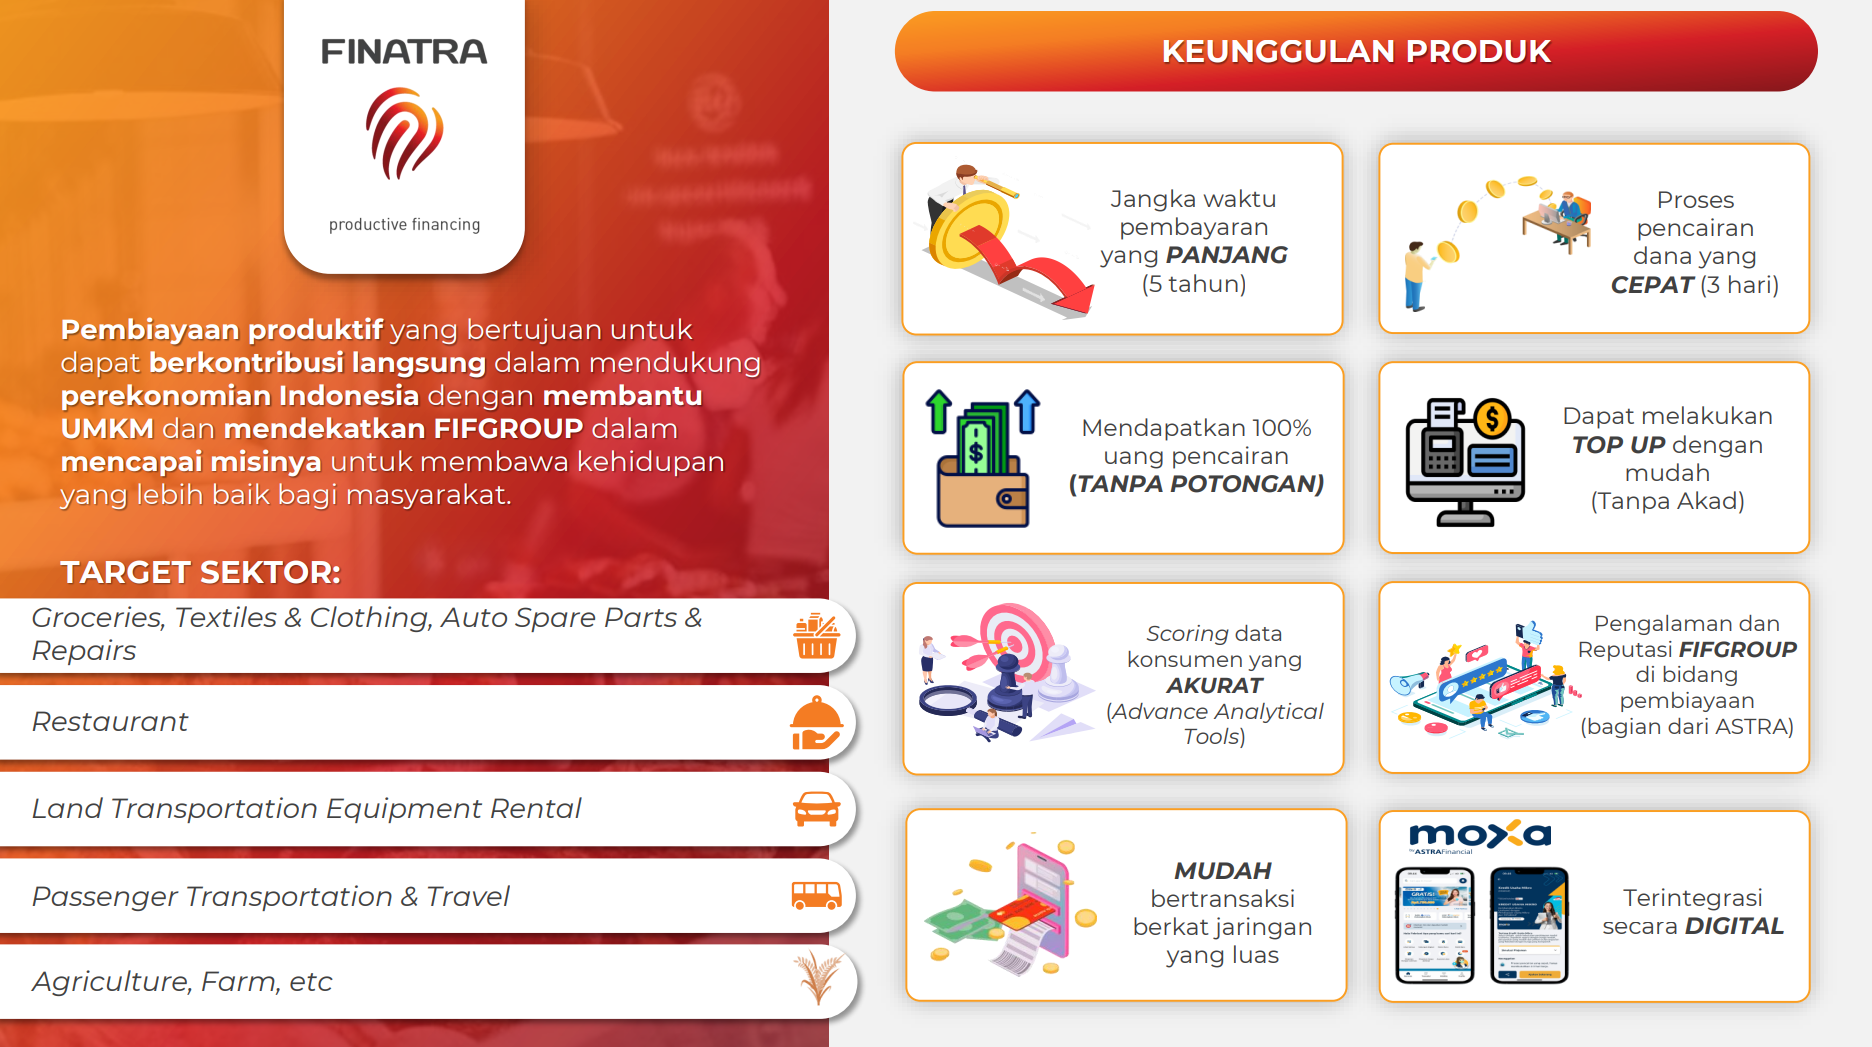 FINATRA
productive financing
Pembiayaan produktif yang bertujuan untuk
dapat berkontribusi langsung dalam mendukung
perekonomian Indonesia dengan membantu
UMKM dan mendekatkan FIFGROUP dalam
mencapai misinya untuk membawa kehidupan
yang lebih baik bagi masyarakat.
TARGET SEKTOR:
Groceries, Textiles & Clothing, Auto Spare Parts &
Repairs
Restaurant
Land Transportation Equipment Rental
Passenger Transportation & Travel
Agriculture, Farm, etc
KEUNGGULAN PRODUK
Jangka waktu
pembayaran
yang PANJANG
(5 tahun)
Proses
pencairan
dana yang
CEPAT (3 hari)
Mendapatkan 100%
uang pencairan
(TANPA POTONGAN)
Dapat melakukan
TOP UP dengan
mudah
(Tanpa Akad)
Scoring data
konsumen yang
AKURAT
(Advance Analytical
Tools)
Pengalaman dan
Reputasi FIFGROUP
di bidang
pembiayaan
(bagian dari ASTRA)
MUDAH
bertransaksi
berkat jaringan
yang luas
moxa
by ASTRA Financial
GRATIS!
Terintegrasi
secara DIGITAL